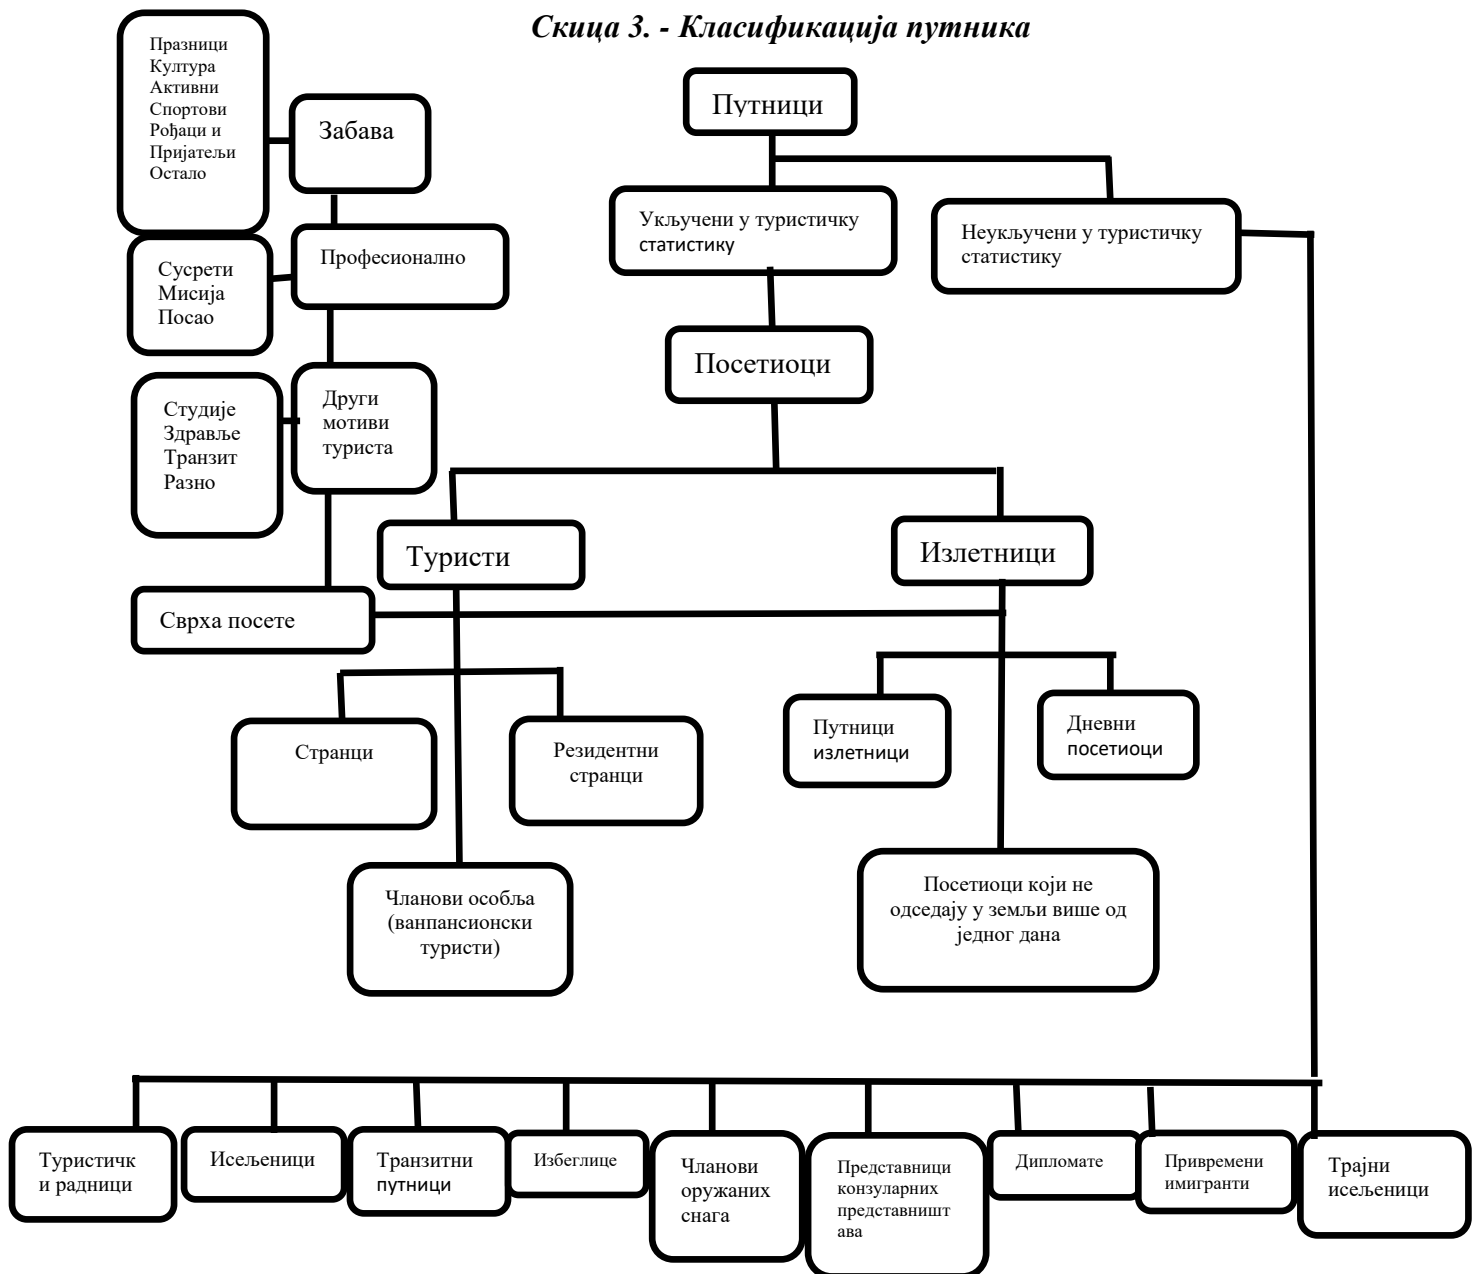 Скица 3. - Класификација путника
Празници
Култура
Активни
Спортови
Рођаци и
Пријатељи
Остало
Забава
Путници
Укључени у туристичку
статистику
Неукључени у туристичку
статистику
Сусрети
Мисија
Посао
Професионално
Посетиоци
Студије
Здравље
Транзит
Разно
Други
мотиви
туриста
Туристи
Излетници
Сврха посете
Странци
Резидентни
странци
Путници
излетници
Дневни
посетиоци
Чланови особља
(ванпансионски
туристи)
Посетиоци који не
одседају у земљи више од
једног дана
Туристичк
и радници
Исељеници
Транзитни
путници
Избеглице
Чланови
оружаних
снага
Представници
конзуларних
представништ
ава
Дипломате
Привремени
имигранти
Трајни
исељеници